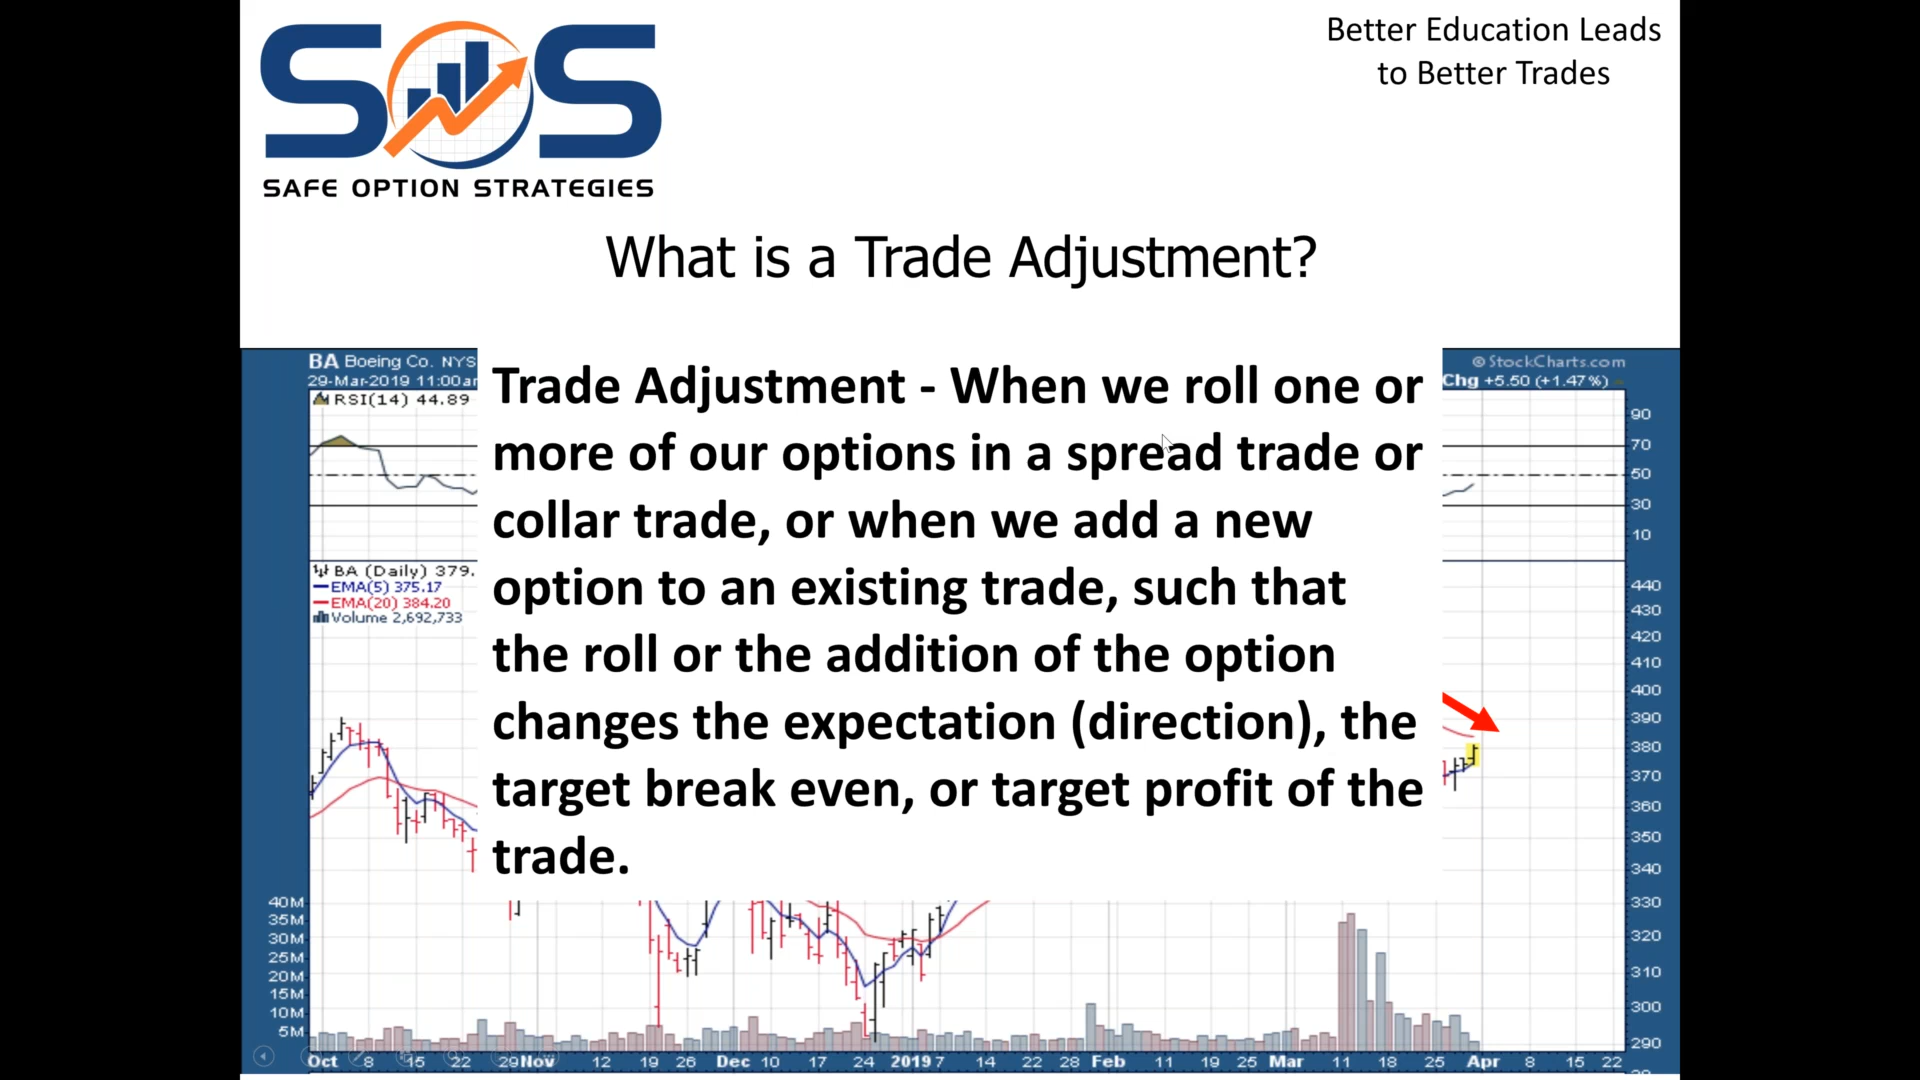 SOS
SAFE OPTION STRATEGIES
Better Education Leads
to Better Trades
What is a Trade Adjustment?
BA Boeing Co. NYS
29-Mar-2019 11:00am
RSI(14) 44.89
© StockCharts.com
Chg +5.50 (+1.47%)
Trade Adjustment - When we roll one or
more of our options in a spread trade or
collar trade, or when we add a new
option to an existing trade, such that
the roll or the addition of the option
changes the expectation (direction), the
target break even, or target profit of the
trade.
90
70
50
30
10
BA (Daily) 379.
EMA(5) 375.17
EMA(20) 384.20
Volume 2,692,733
440
430
420
410
400
390
380
370
360
350
340
330
320
310
300
290
40M
35M
30M
25M
20M
15M
10M
5M
Oct 8 15 22 29 Nov 12 19 26 Dec 10 17 24 2019 7 14 22 28 Feb 11 19 25 Mar 11 18 25 Apr 8 15 22